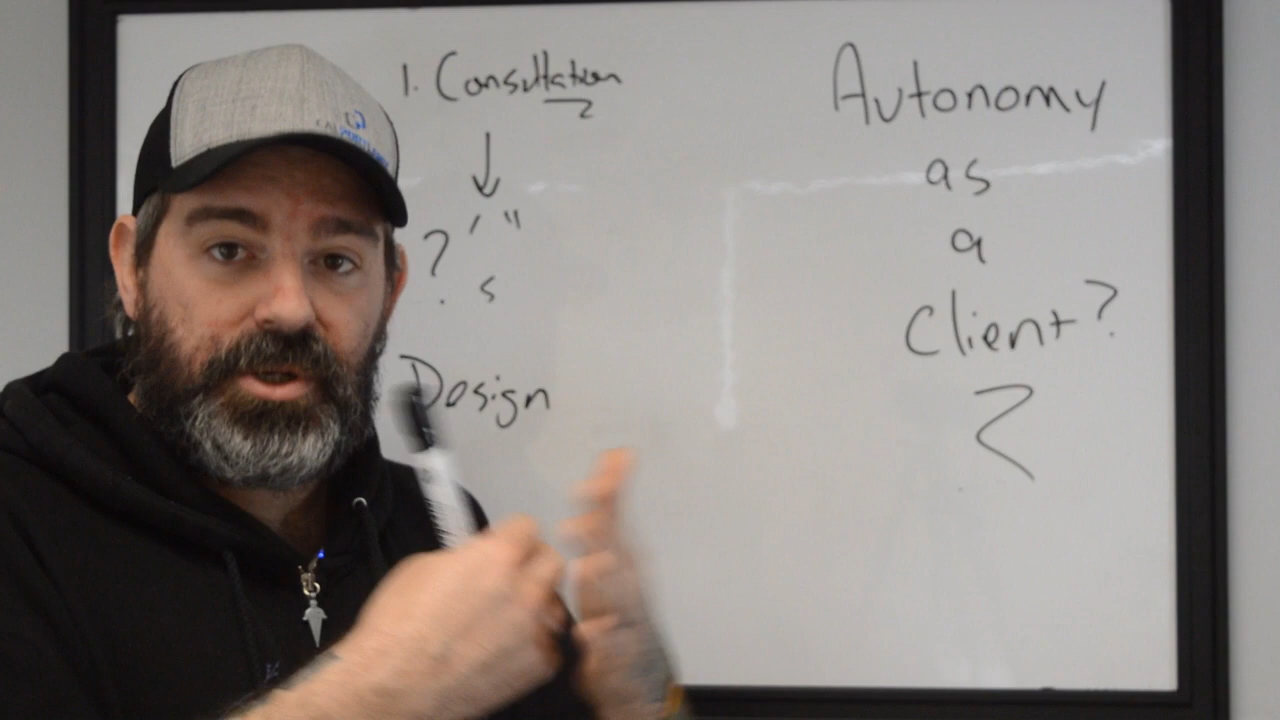 1. Consultation
? ' "
s
Design
Autonomy
as
a
Client?